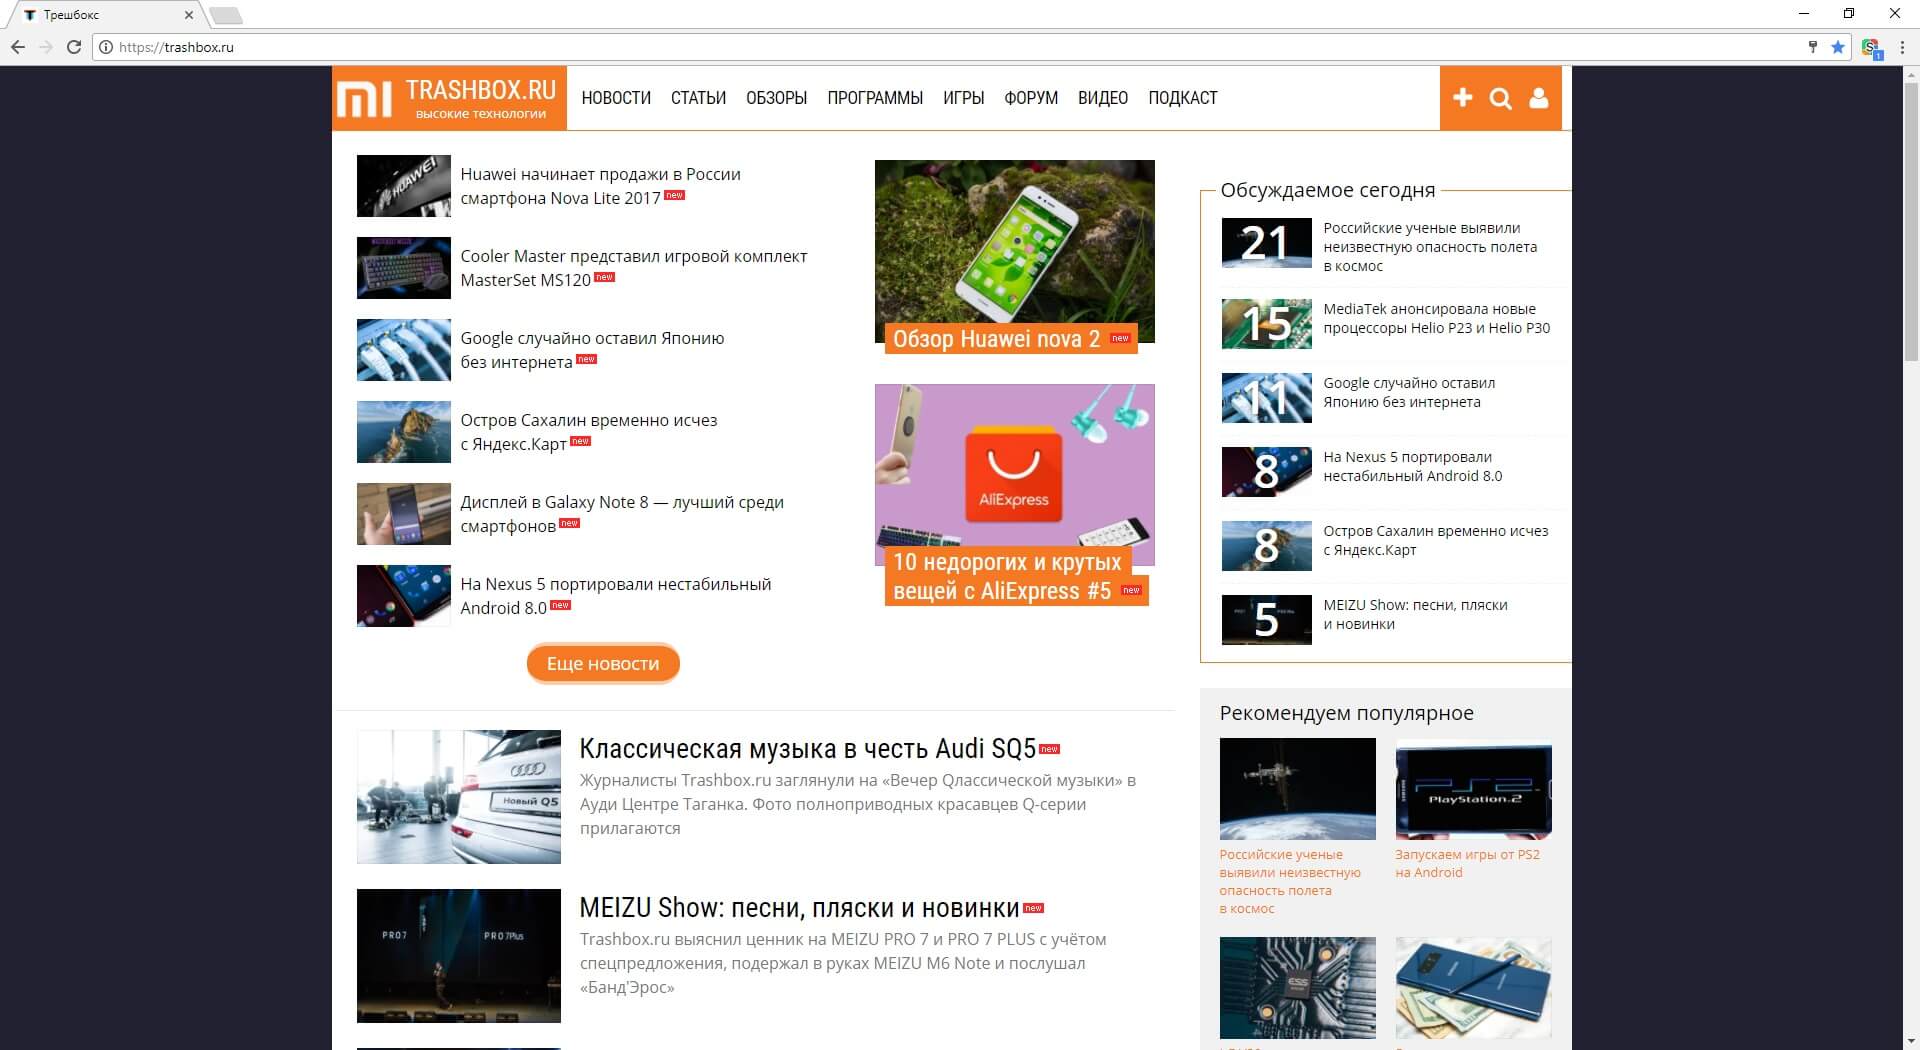 Трешбокс
https://trashbox.ru
S
1
TRASHBOX.RU
высокие технологии
НОВОСТИ СТАТЬИ ОБЗОРЫ ПРОГРАММЫ ИГРЫ ФОРУМ ВИДЕО ПОДКАСТ
HUAWEI
Huawei начинает продажи в России
смартфона Nova Lite 2017 new
Cooler Master представил игровой комплект
MasterSet MS120 new
Google случайно оставил Японию
без интернета new
Остров Сахалин временно исчез
с Яндекс.Карт new
Дисплей в Galaxy Note 8 — лучший среди
смартфонов new
На Nexus 5 портировали нестабильный
Android 8.0 new
Еще новости
Обзор Huawei nova 2 new
AliExpress
10 недорогих и крутых
вещей с AliExpress #5 new
Обсуждаемое сегодня
21
Российские ученые выявили
неизвестную опасность полета
в космос
15
MediaTek анонсировала новые
процессоры Helio P23 и Helio P30
11
Google случайно оставил
Японию без интернета
8
На Nexus 5 портировали
нестабильный Android 8.0
8
Остров Сахалин временно исчез
с Яндекс.Карт
5
MEIZU Show: песни, пляски
и новинки
Новый Q5
Классическая музыка в честь Audi SQ5 new
Журналисты Trashbox.ru заглянули на «Вечер Qлассической музыки» в
Ауди Центре Таганка. Фото полноприводных красавцев Q-серии
прилагаются
PRO7 PRO7Plus
MEIZU Show: песни, пляски и новинки new
Trashbox.ru выяснил ценник на MEIZU PRO 7 и PRO 7 PLUS с учётом
спецпредложения, подержал в руках MEIZU M6 Note и послушал
«Банд'Эрос»
Рекомендуем популярное
Российские ученые
выявили неизвестную
опасность полета
в космос
SAMSUNG
PS2
PlayStation.2
Запускаем игры от PS2
на Android
ESS
SAMSUNG